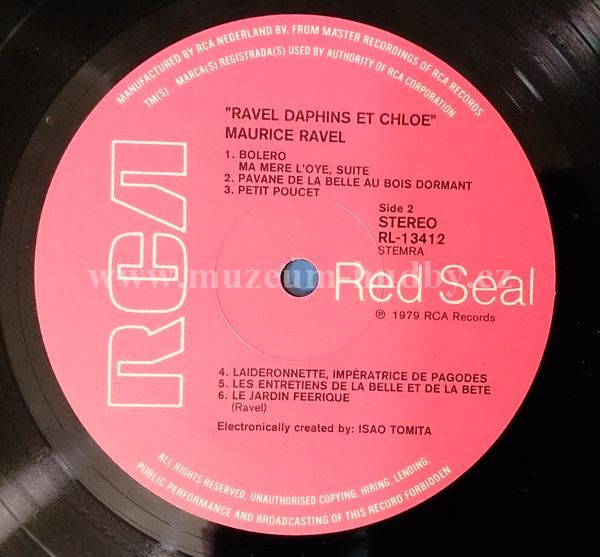 MANUFACTURED BY RCA NEDERLAND BV. FROM MASTER RECORDINGS OF RCA RECORDS
TM(S) MARCA(S) REGISTRADA(S) USED BY AUTHORITY OF RCA CORPORATION
"RAVEL DAPHINS ET CHLOE"
MAURICE RAVEL
1. BOLERO
MA MERE L'OYE, SUITE
2. PAVANE DE LA BELLE AU BOIS DORMANT
3. PETIT POUCET
Side 2
STEREO
RL-13412
STEMRA
www.muzeum-hudby.cz
RCA
Red Seal
℗ 1979 RCA Records
4. LAIDERONNETTE, IMPÉRATRICE DE PAGODES
5. LES ENTRETIENS DE LA BELLE ET DE LA BETE
6. LE JARDIN FEERIQUE
(Ravel)
Electronically created by: ISAO TOMITA
ALL RIGHTS RESERVED, UNAUTHORISED COPYING, HIRING, LENDING,
PUBLIC PERFORMANCE AND BROADCASTING OF THIS RECORD FORBIDDEN